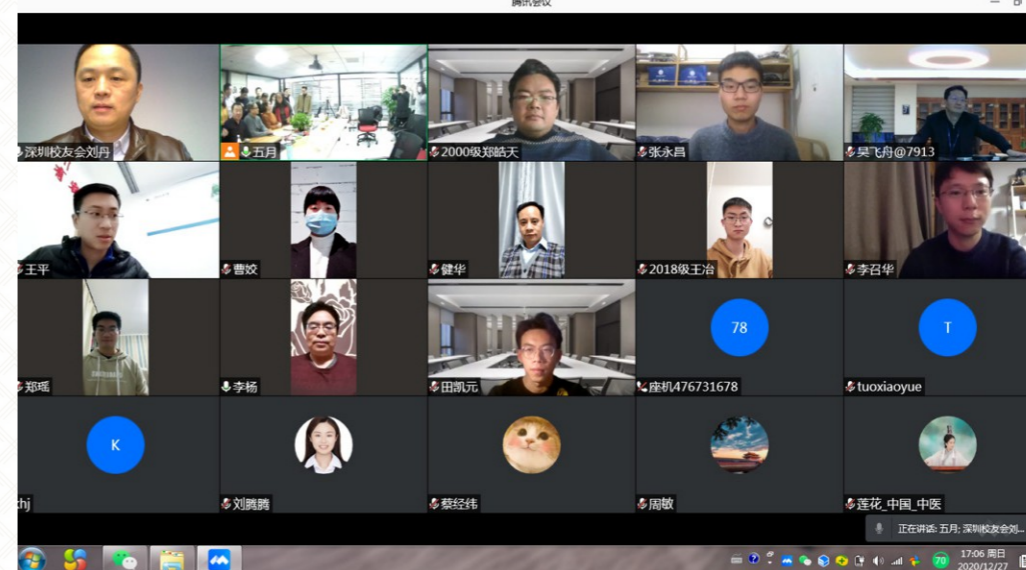 腾讯会议
深圳校友会刘丹
五月
2000级郑皓天
张永昌
吴飞舟@7913
王平
曹姣
健华
2018级王冶
李召华
郑瑶
李杨
田凯元
78
座机476731678
T
tuoxiaoyue
K
hj
刘腾腾
蔡经纬
周敏
莲花_中国_中医
正在讲话: 五月; 深圳校友会刘...
70
17:06 周日
2020/12/27